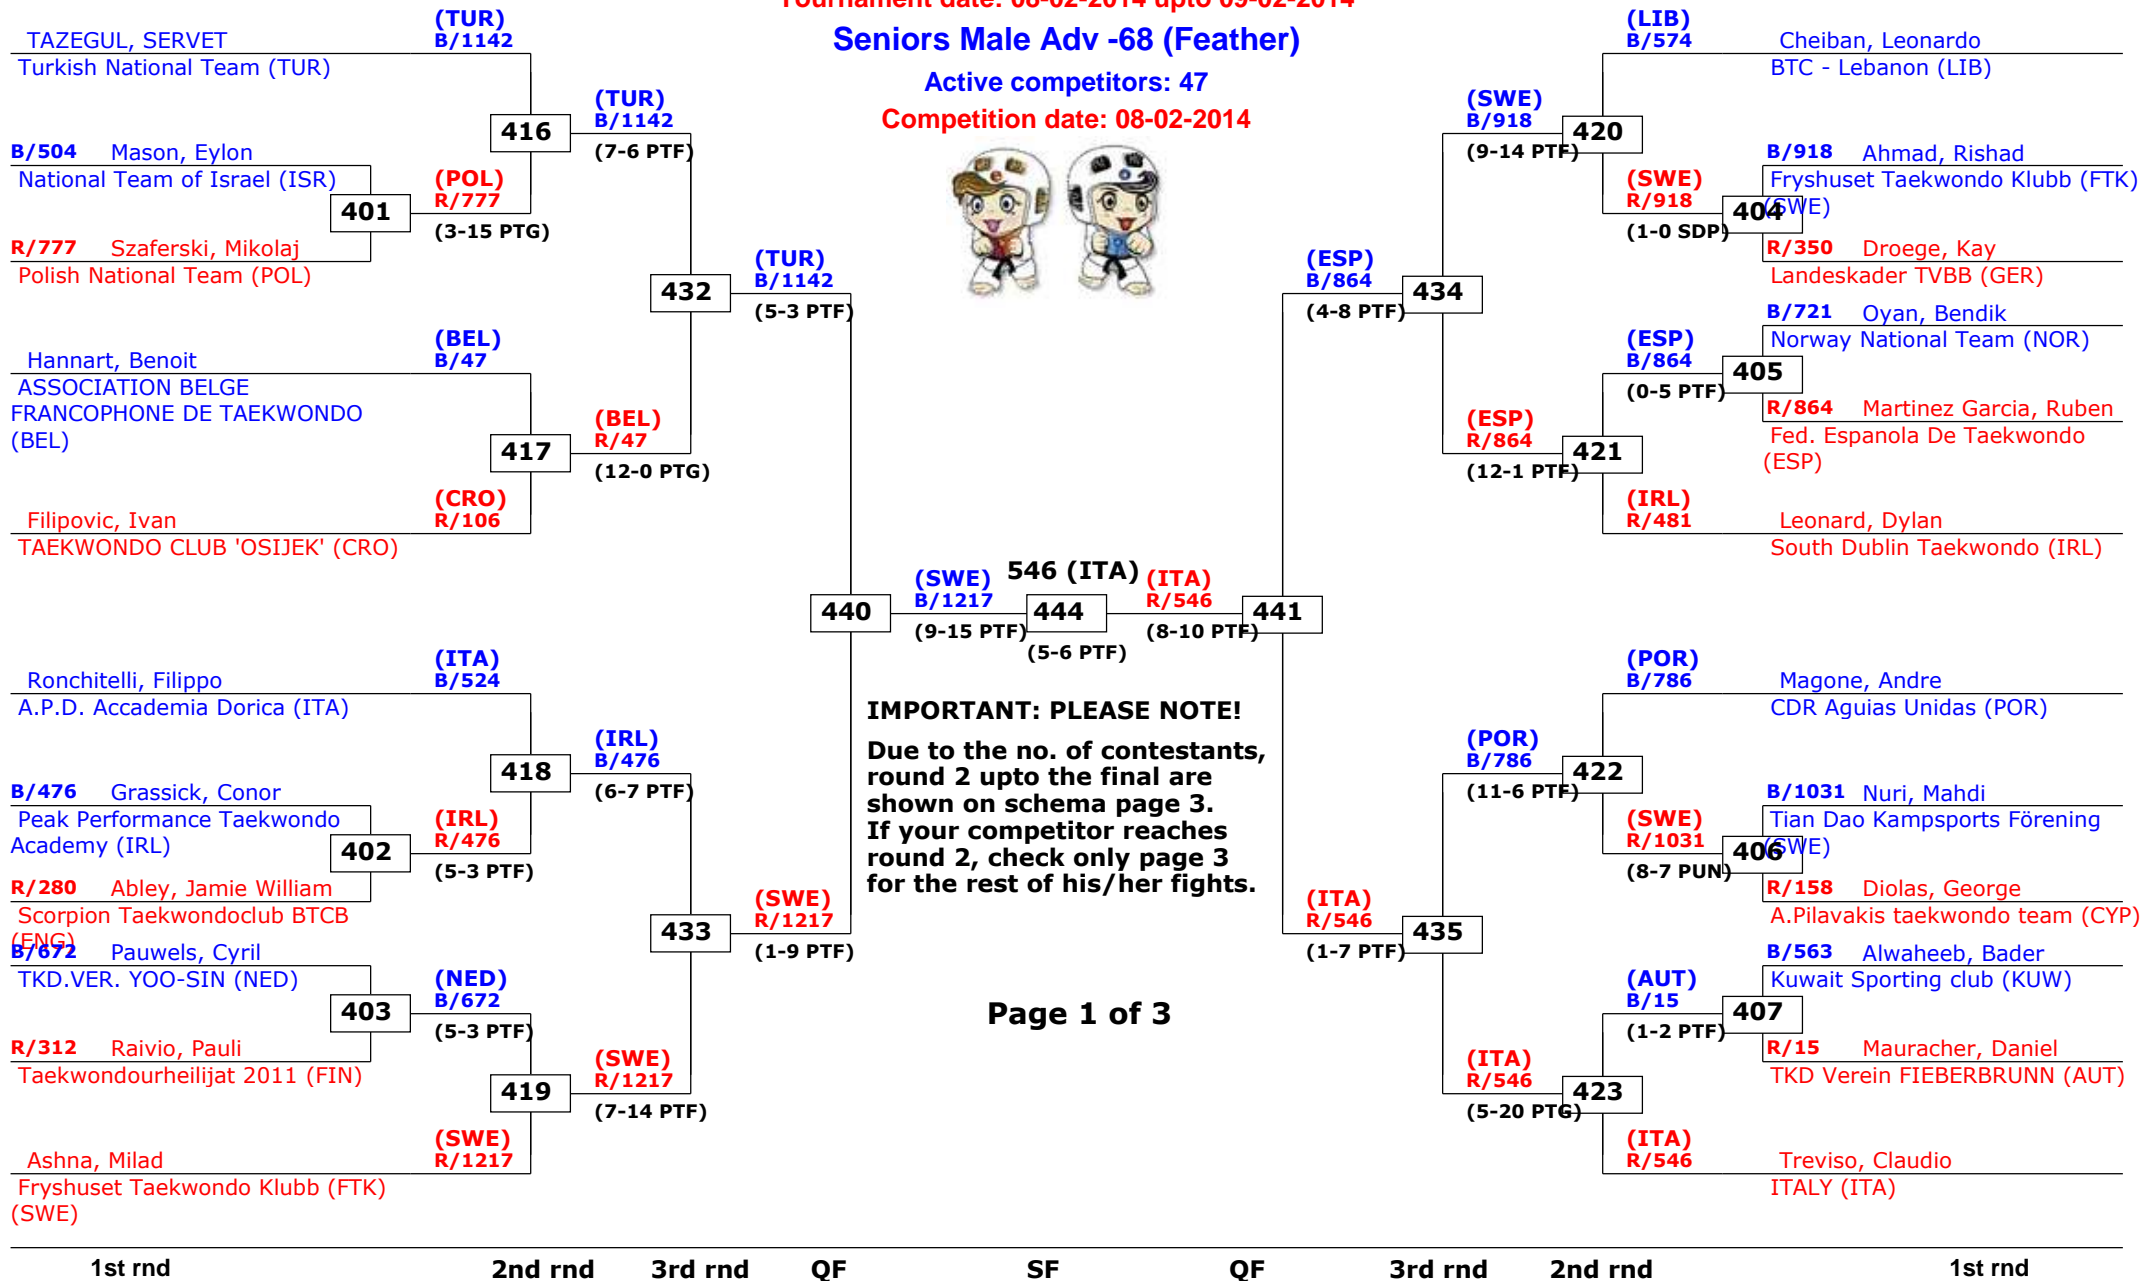 Tournament date: 08-02-2014 upto 09-02-2014
Seniors Male Adv -68 (Feather)
Active competitors: 47
Competition date: 08-02-2014
TAZEGUL, SERVET
Turkish National Team (TUR)
(TUR)
B/1142
B/504 Mason, Eylon
National Team of Israel (ISR)
401
R/777 Szaferski, Mikolaj
Polish National Team (POL)
(POL)
R/777
(3-15 PTG)
416
(TUR)
B/1142
(7-6 PTF)
Hannart, Benoit
ASSOCIATION BELGE
FRANCOPHONE DE TAEKWONDO
(BEL)
(BEL)
B/47
417
Filipovic, Ivan
TAEKWONDO CLUB 'OSIJEK' (CRO)
(CRO)
R/106
(BEL)
R/47
(12-0 PTG)
432
(TUR)
B/1142
(5-3 PTF)
Ronchitelli, Filippo
A.P.D. Accademia Dorica (ITA)
(ITA)
B/524
B/476 Grassick, Conor
Peak Performance Taekwondo
Academy (IRL)
402
R/280 Abley, Jamie William
Scorpion Taekwondoclub BTCB
(ENG)
(IRL)
R/476
(5-3 PTF)
418
(IRL)
B/476
(6-7 PTF)
B/672 Pauwels, Cyril
TKD.VER. YOO-SIN (NED)
403
R/312 Raivio, Pauli
Taekwondourheilijat 2011 (FIN)
(NED)
B/672
(5-3 PTF)
419
Ashna, Milad
Fryshuset Taekwondo Klubb (FTK)
(SWE)
(SWE)
R/1217
(SWE)
R/1217
(7-14 PTF)
433
(SWE)
R/1217
(1-9 PTF)
440
(SWE)
B/1217
(9-15 PTF)
546 (ITA)
444
(5-6 PTF)
(ITA)
R/546
(8-10 PTF)
441
IMPORTANT: PLEASE NOTE!
Due to the no. of contestants,
round 2 upto the final are
shown on schema page 3.
If your competitor reaches
round 2, check only page 3
for the rest of his/her fights.
Page 1 of 3
(ESP)
B/864
(4-8 PTF)
434
(SWE)
B/918
(9-14 PTF)
420
(LIB)
B/574
Cheiban, Leonardo
BTC - Lebanon (LIB)
(SWE)
R/918
(1-0 SDP)
404
B/918 Ahmad, Rishad
Fryshuset Taekwondo Klubb (FTK)
(SWE)
R/350 Droege, Kay
Landeskader TVBB (GER)
(ESP)
R/864
(12-1 PTF)
421
(ESP)
B/864
(0-5 PTF)
405
B/721 Oyan, Bendik
Norway National Team (NOR)
R/864 Martinez Garcia, Ruben
Fed. Espanola De Taekwondo
(ESP)
(IRL)
R/481
Leonard, Dylan
South Dublin Taekwondo (IRL)
(ITA)
R/546
(1-7 PTF)
435
(POR)
B/786
(11-6 PTF)
422
(POR)
B/786
Magone, Andre
CDR Aguias Unidas (POR)
(SWE)
R/1031
(8-7 PUN)
406
B/1031 Nuri, Mahdi
Tian Dao Kampsports Förening
(SWE)
R/158 Diolas, George
A.Pilavakis taekwondo team (CYP)
(ITA)
R/546
(5-20 PTG)
423
(AUT)
B/15
(1-2 PTF)
407
B/563 Alwaheeb, Bader
Kuwait Sporting club (KUW)
R/15 Mauracher, Daniel
TKD Verein FIEBERBRUNN (AUT)
(ITA)
R/546
Treviso, Claudio
ITALY (ITA)
1st rnd 2nd rnd 3rd rnd QF SF QF 3rd rnd 2nd rnd 1st rnd